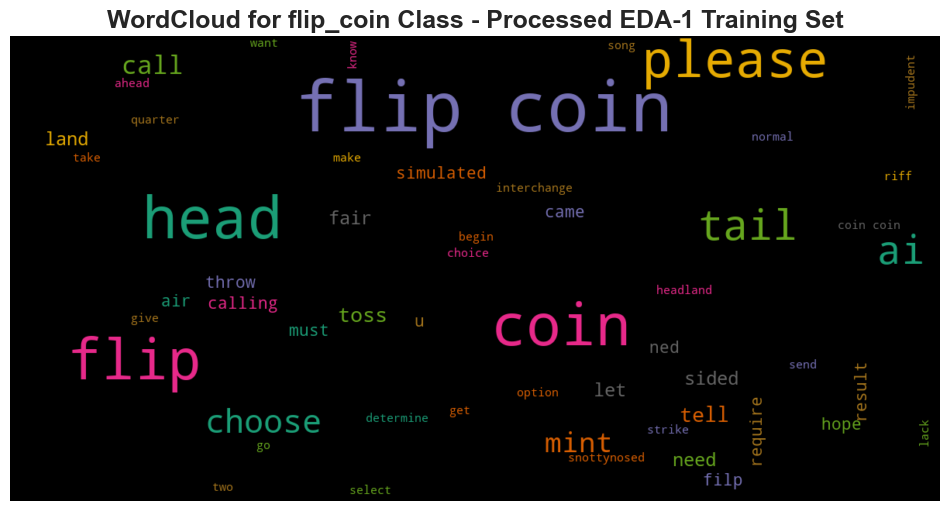 WordCloud for flip_coin Class - Processed EDA-1 Training Set
want
know
song
please
call
ahead
impudent
flip coin
quarter
land
normal
take
make
simulated
riff
interchange
head
fair
came
tail
coin coin
begin
ai
choice
throw
headland
air
calling
give
must
toss
u
coin
flip
ned
send
sided
result
option
let
choose
determine
get
tell
require
hope
lack
strike
go
mint
snottynosed
need
filp
two
select